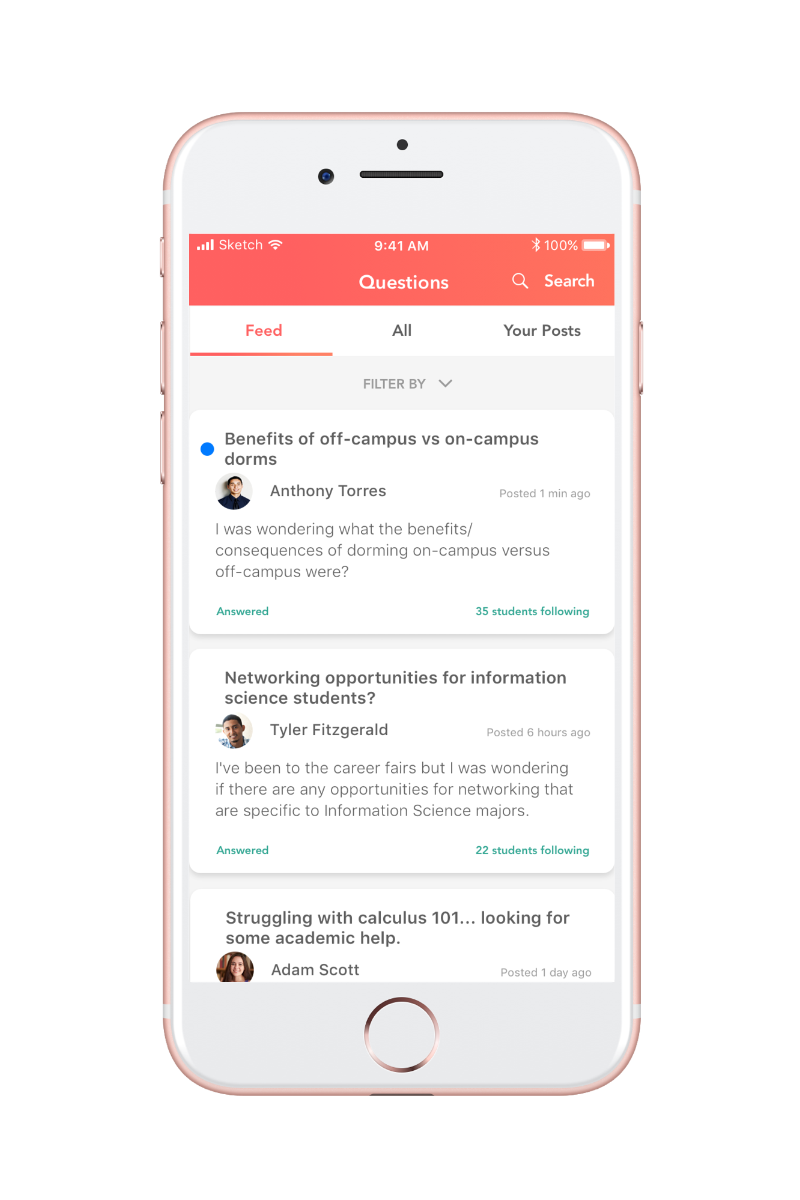 Sketch 9:41 AM 100%
Questions Search
Feed All Your Posts
FILTER BY
Benefits of off-campus vs on-campus
dorms
Anthony Torres Posted 1 min ago
I was wondering what the benefits/
consequences of dorming on-campus versus
off-campus were?
Answered 35 students following
Networking opportunities for information
science students?
Tyler Fitzgerald Posted 6 hours ago
I've been to the career fairs but I was wondering
if there are any opportunities for networking that
are specific to Information Science majors.
Answered 22 students following
Struggling with calculus 101... looking for
some academic help.
Adam Scott Posted 1 day ago